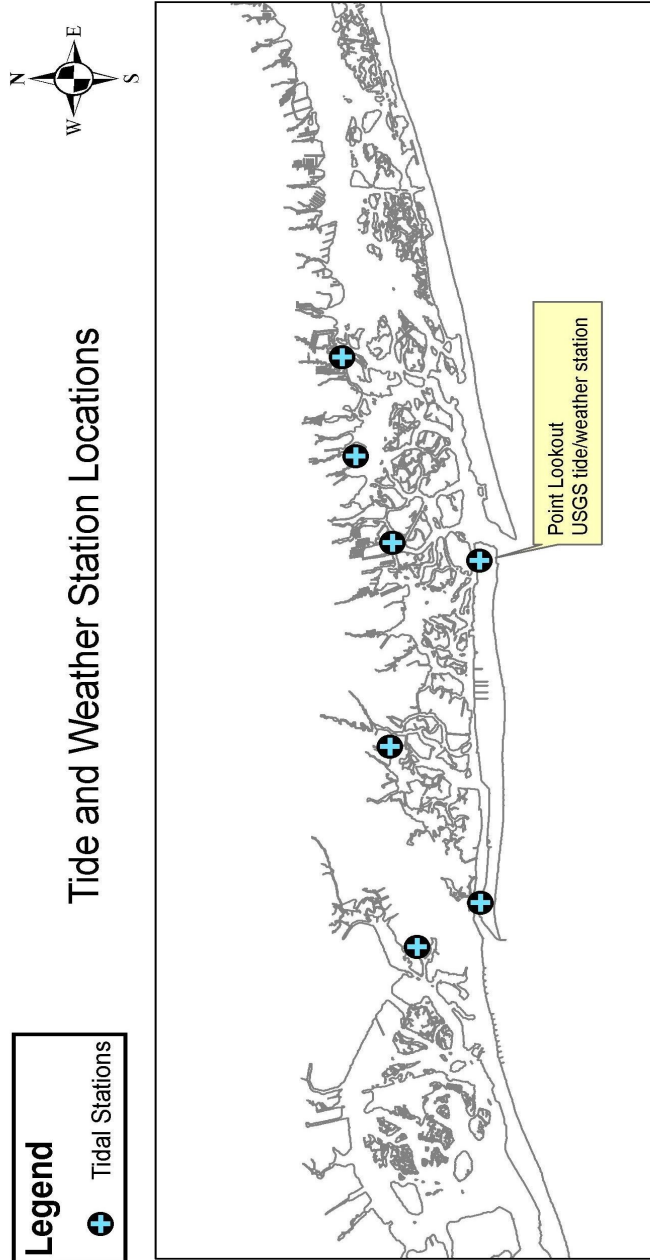 Tide and Weather Station Locations
N
W
E
S
Legend
Tidal Stations
Point Lookout
USGS tide/weather station